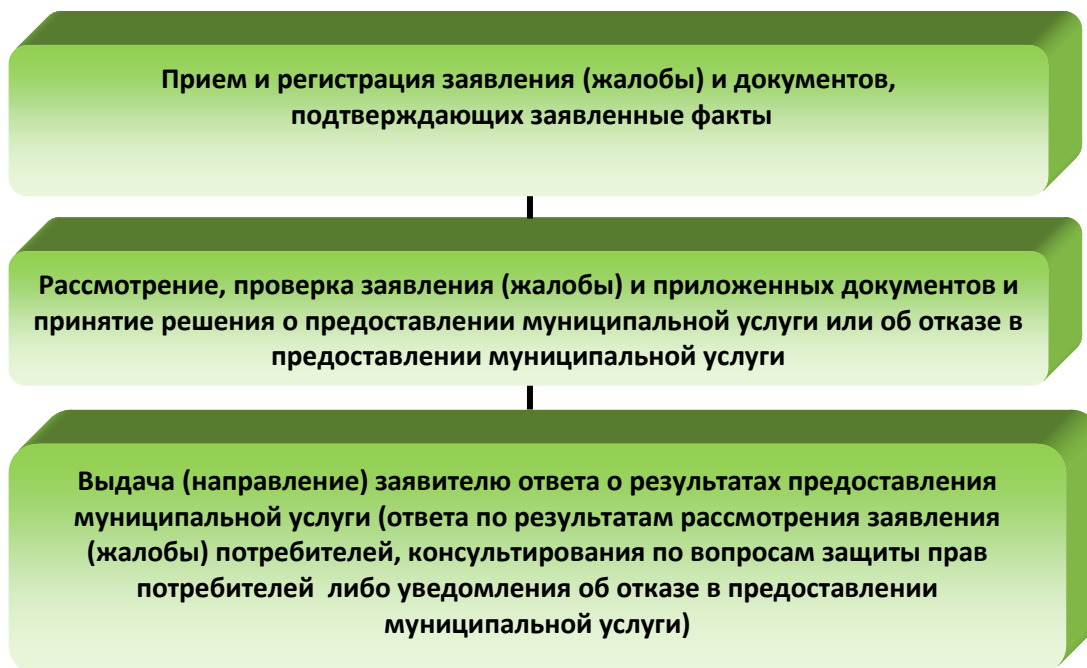 Прием и регистрация заявления (жалобы) и документов,
подтверждающих заявленные факты
Рассмотрение, проверка заявления (жалобы) и приложенных документов и
принятие решения о предоставлении муниципальной услуги или об отказе в
предоставлении муниципальной услуги
Выдача (направление) заявителю ответа о результатах предоставления
муниципальной услуги (ответа по результатам рассмотрения заявления
(жалобы) потребителей, консультирования по вопросам защиты прав
потребителей либо уведомления об отказе в предоставлении
муниципальной услуги)